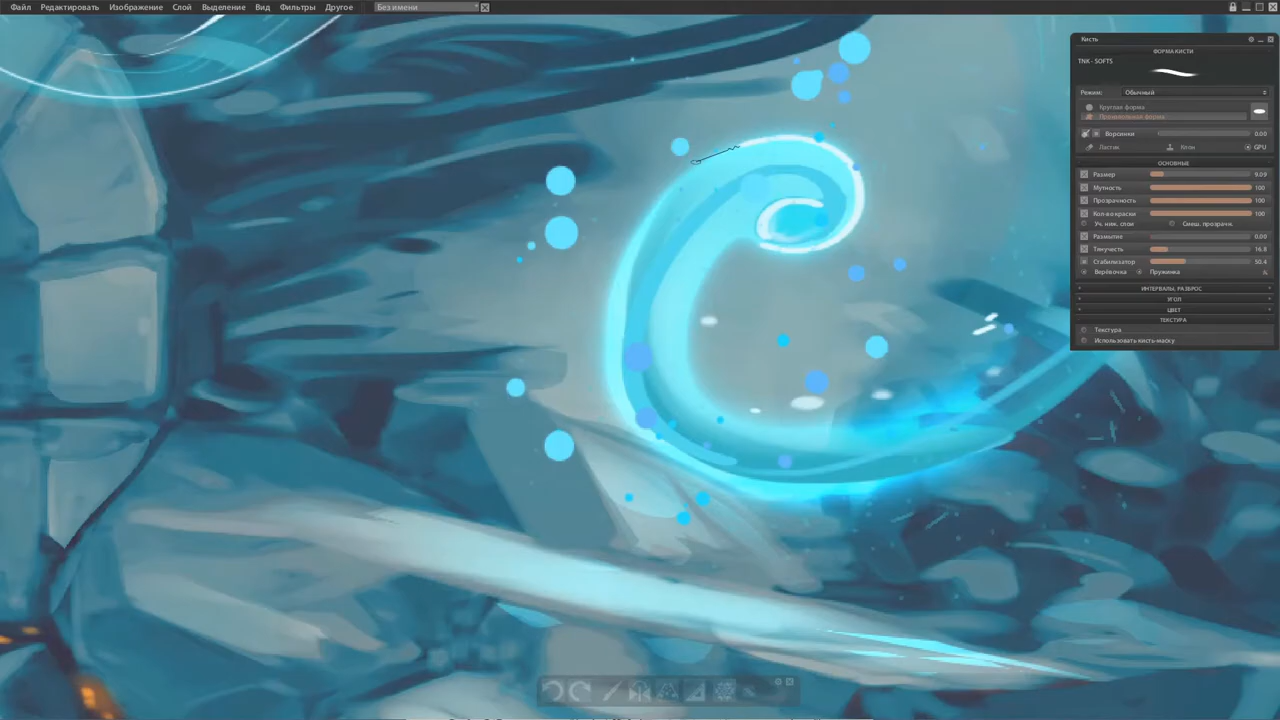 Файл Редактировать Изображение Слой Выделение Вид Фильтры Другое Без имени *
Кисть
ФОРМА КИСТИ
TNK - SOFTS
Режим: Обычный
Круглая форма
Произвольная форма
Ворсинки 0.00
Ластик Клон GPU
ОСНОВНЫЕ
Размер 9.09
Мутность 100
Прозрачность 100
Кол-во краски 100
Уч. ниж. слои Смеш. прозрачн.
Размытие 0.00
Тянучесть 16.8
Стабилизатор 50.4
Верёвочка Пружинка A
ИНТЕРВАЛЫ, РАЗБРОС
УГОЛ
ЦВЕТ
ТЕКСТУРА
Текстура
Использовать кисть-маску